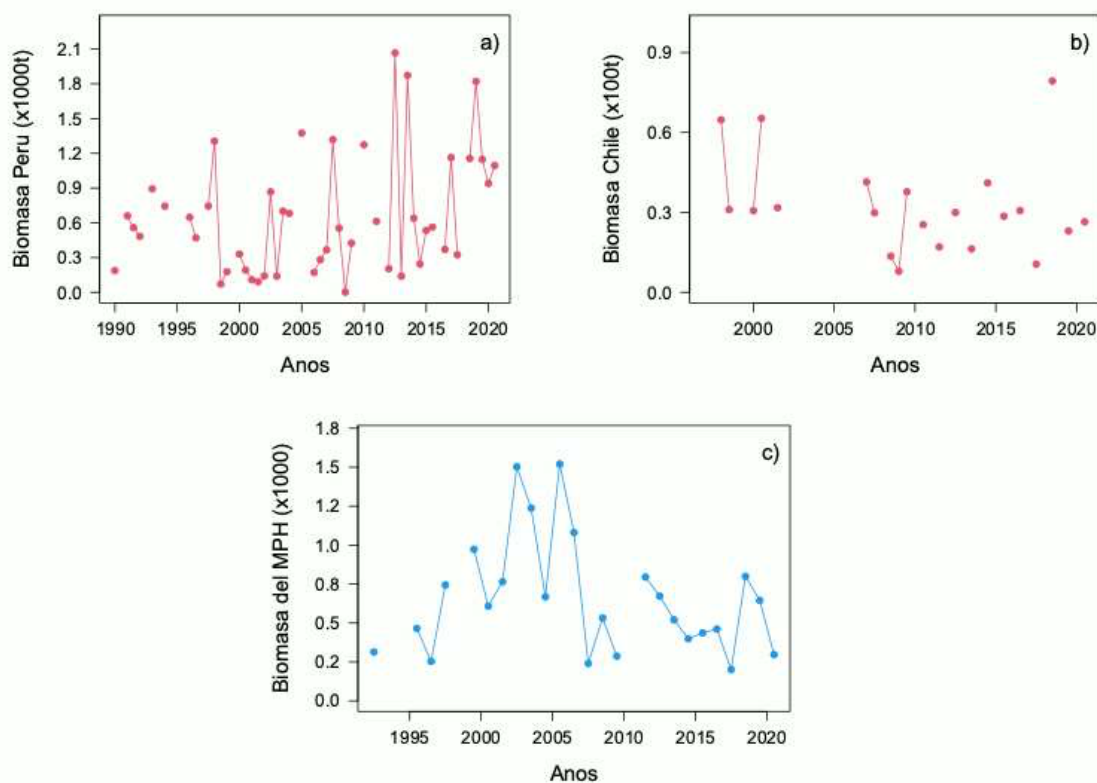 a)
Biomasa Peru (x1000t)
2.1
1.8
1.5
1.2
0.9
0.6
0.3
0.0
1990 1995 2000 2005 2010 2015 2020
Anos
b)
Biomasa Chile (x100t)
0.9
0.6
0.3
0.0
2000 2005 2010 2015 2020
Anos
c)
Biomasa del MPH (x1000)
1.8
1.5
1.2
1.0
0.8
0.5
0.2
0.0
1995 2000 2005 2010 2015 2020
Anos